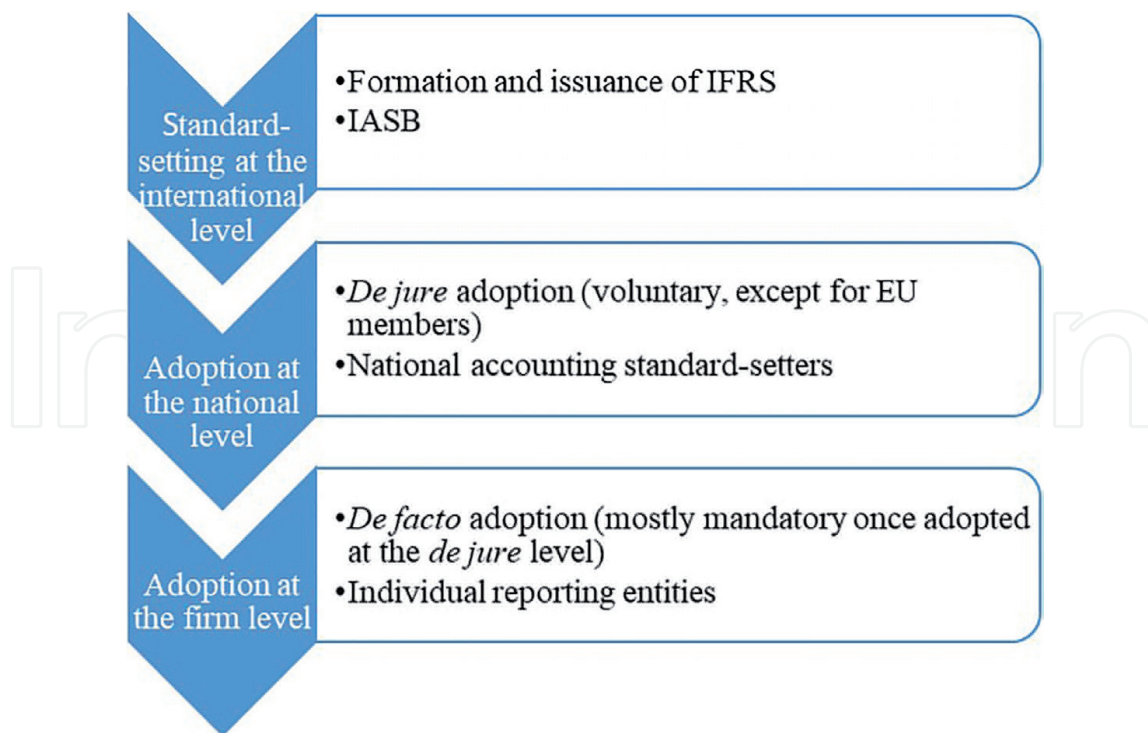 Standard-
setting at the
international
level
•Formation and issuance of IFRS
•IASB
Adoption at
the national
level
•De jure adoption (voluntary, except for EU
members)
•National accounting standard-setters
Adoption at
the firm level
•De facto adoption (mostly mandatory once adopted
at the de jure level)
•Individual reporting entities